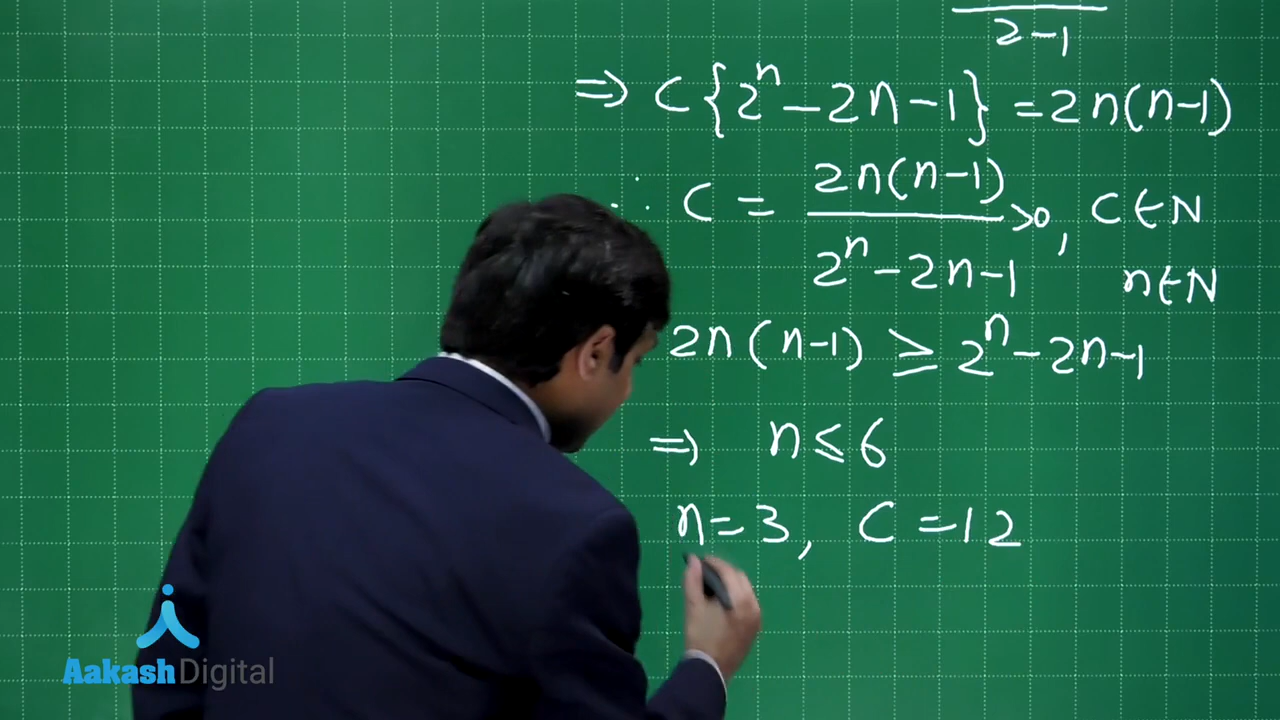 2-1
⇒ C{2ⁿ - 2n - 1} = 2n(n-1)
∴ C = 2n(n-1) / 2ⁿ - 2n - 1 >0, C∈N
n∈N
2n(n-1) ≥ 2ⁿ - 2n - 1
⇒ n ≤ 6
n=3, C=12
Aakash Digital